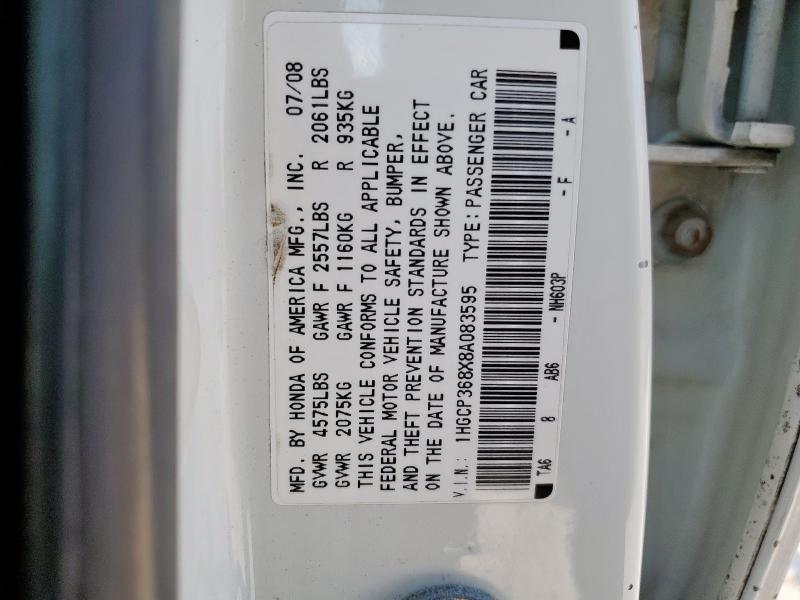 MFD. BY HONDA OF AMERICA MFG., INC. 07/08
GVWR 4575LBS GAWR F 2557LBS R 2061LBS
GVWR 2075KG GAWR F 1160KG R 935KG
THIS VEHICLE CONFORMS TO ALL APPLICABLE
FEDERAL MOTOR VEHICLE SAFETY, BUMPER,
AND THEFT PREVENTION STANDARDS IN EFFECT
ON THE DATE OF MANUFACTURE SHOWN ABOVE.
V.I.N.: 1HGCP368X8A083595 TYPE:PASSENGER CAR
TA6 8 AB6 - NH603P - F - A